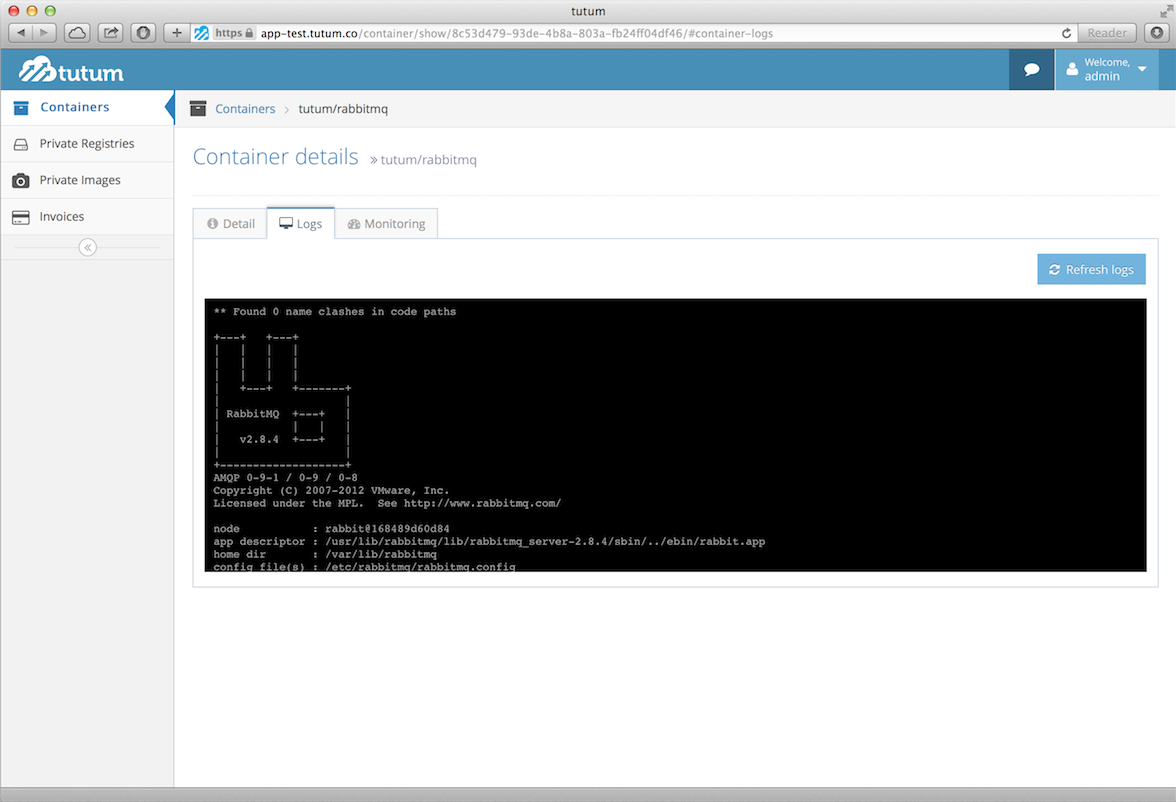 tutum
https app-test.tutum.co/container/show/8c53d479-93de-4b8a-803a-fb24ff04df46/#container-logs Reader
tutum
Welcome,
admin
Containers
Private Registries
Private Images
Invoices
Containers > tutum/rabbitmq
Container details » tutum/rabbitmq
Detail Logs Monitoring
Refresh logs
** Found 0 name clashes in code paths
+---+   +---+
|   |   |   |
|   |   |   |
|   |   |   |
|   +---+   +-------+
|                   |
| RabbitMQ  +---+   |
|           |   |   |
|   v2.8.4  +---+   |
|                   |
+-------------------+
AMQP 0-9-1 / 0-9 / 0-8
Copyright (C) 2007-2012 VMware, Inc.
Licensed under the MPL.  See http://www.rabbitmq.com/
node           : rabbit@168489d60d84
app descriptor : /usr/lib/rabbitmq/lib/rabbitmq_server-2.8.4/sbin/../ebin/rabbit.app
home dir       : /var/lib/rabbitmq
config file(s) : /etc/rabbitmq/rabbitmq.config